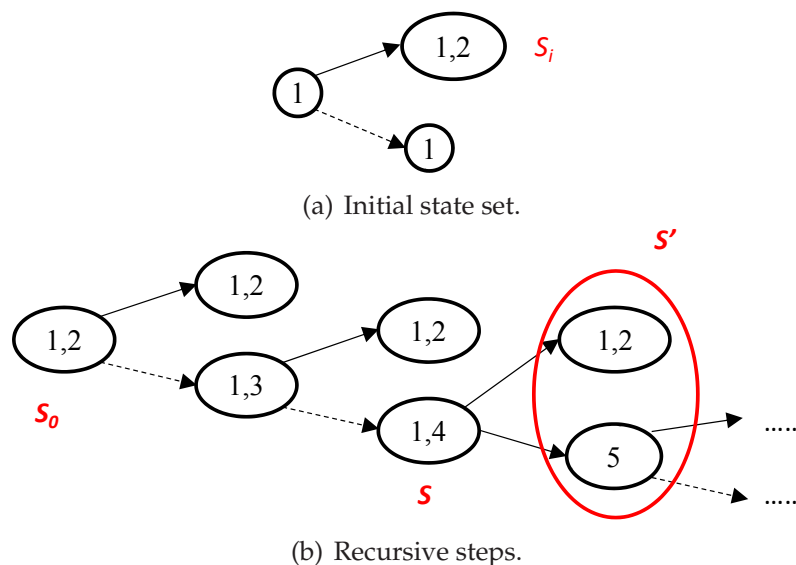 1,2
S_i
1
1
(a) Initial state set.
S'
1,2
1,2
1,2
1,2
1,3
S_0
1,4
5
.....
S
.....
(b) Recursive steps.